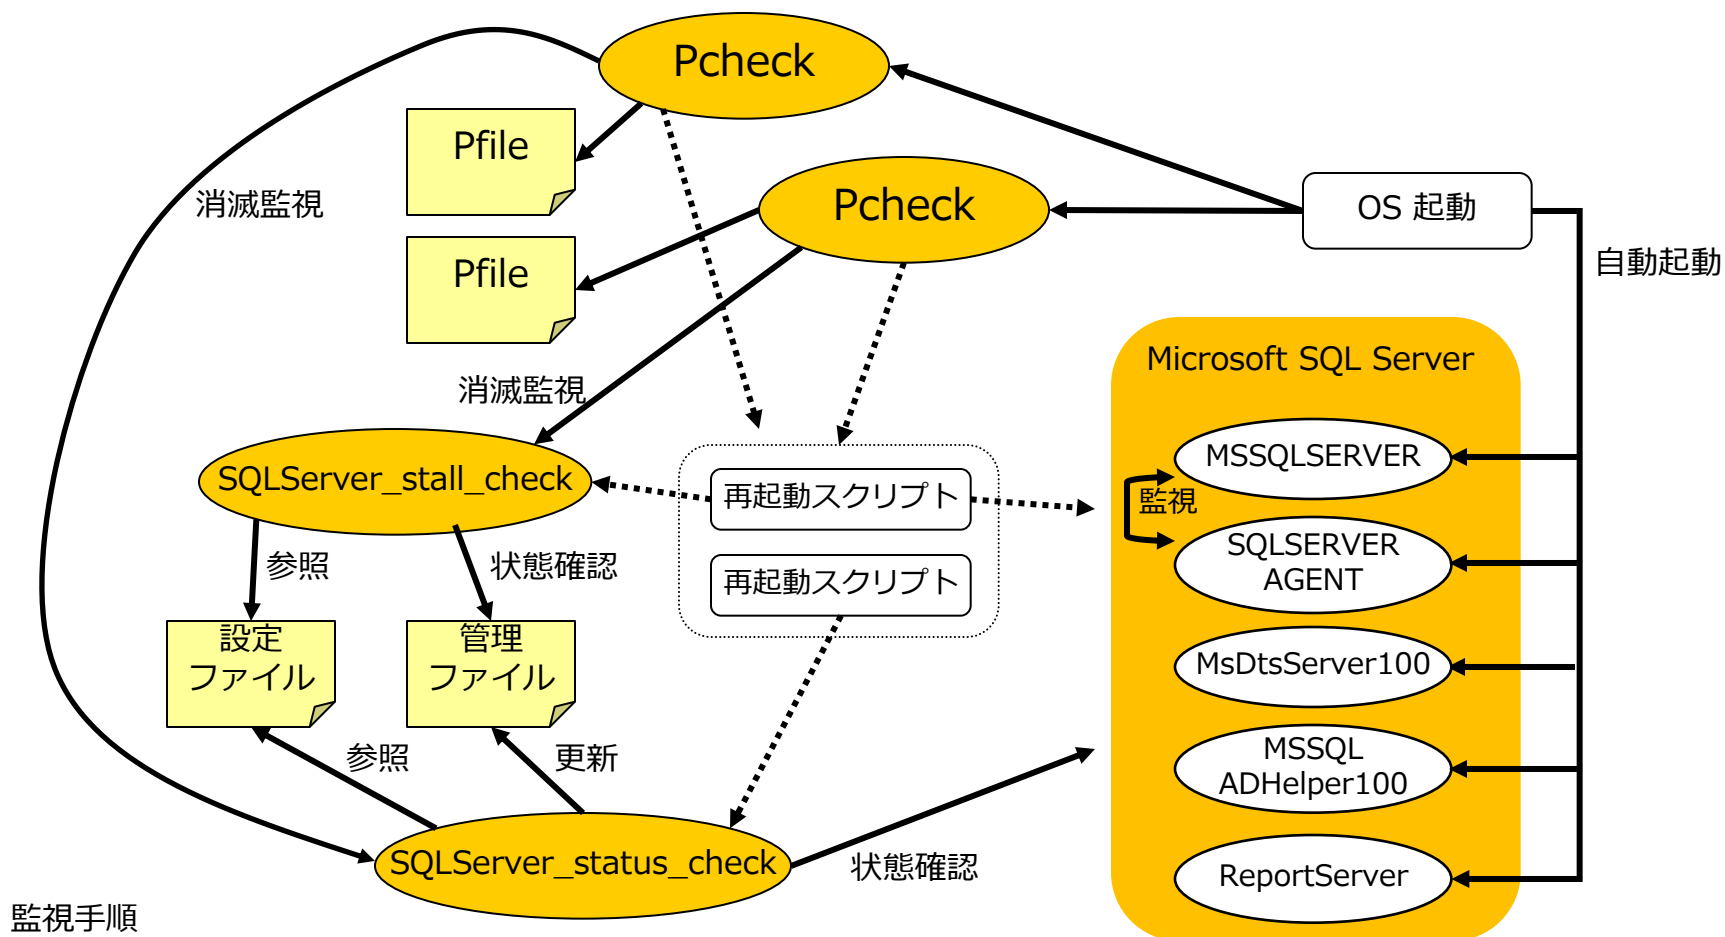 Pcheck
Pfile
消滅監視
Pcheck
OS 起動
自動起動
Pfile
Microsoft SQL Server
消滅監視
MSSQLSERVER
SQLServer_stall_check
再起動スクリプト
監視
SQLSERVER
AGENT
参照
状態確認
再起動スクリプト
設定
ファイル
管理
ファイル
MsDtsServer100
参照
更新
MSSQL
ADHelper100
SQLServer_status_check
状態確認
ReportServer
監視手順